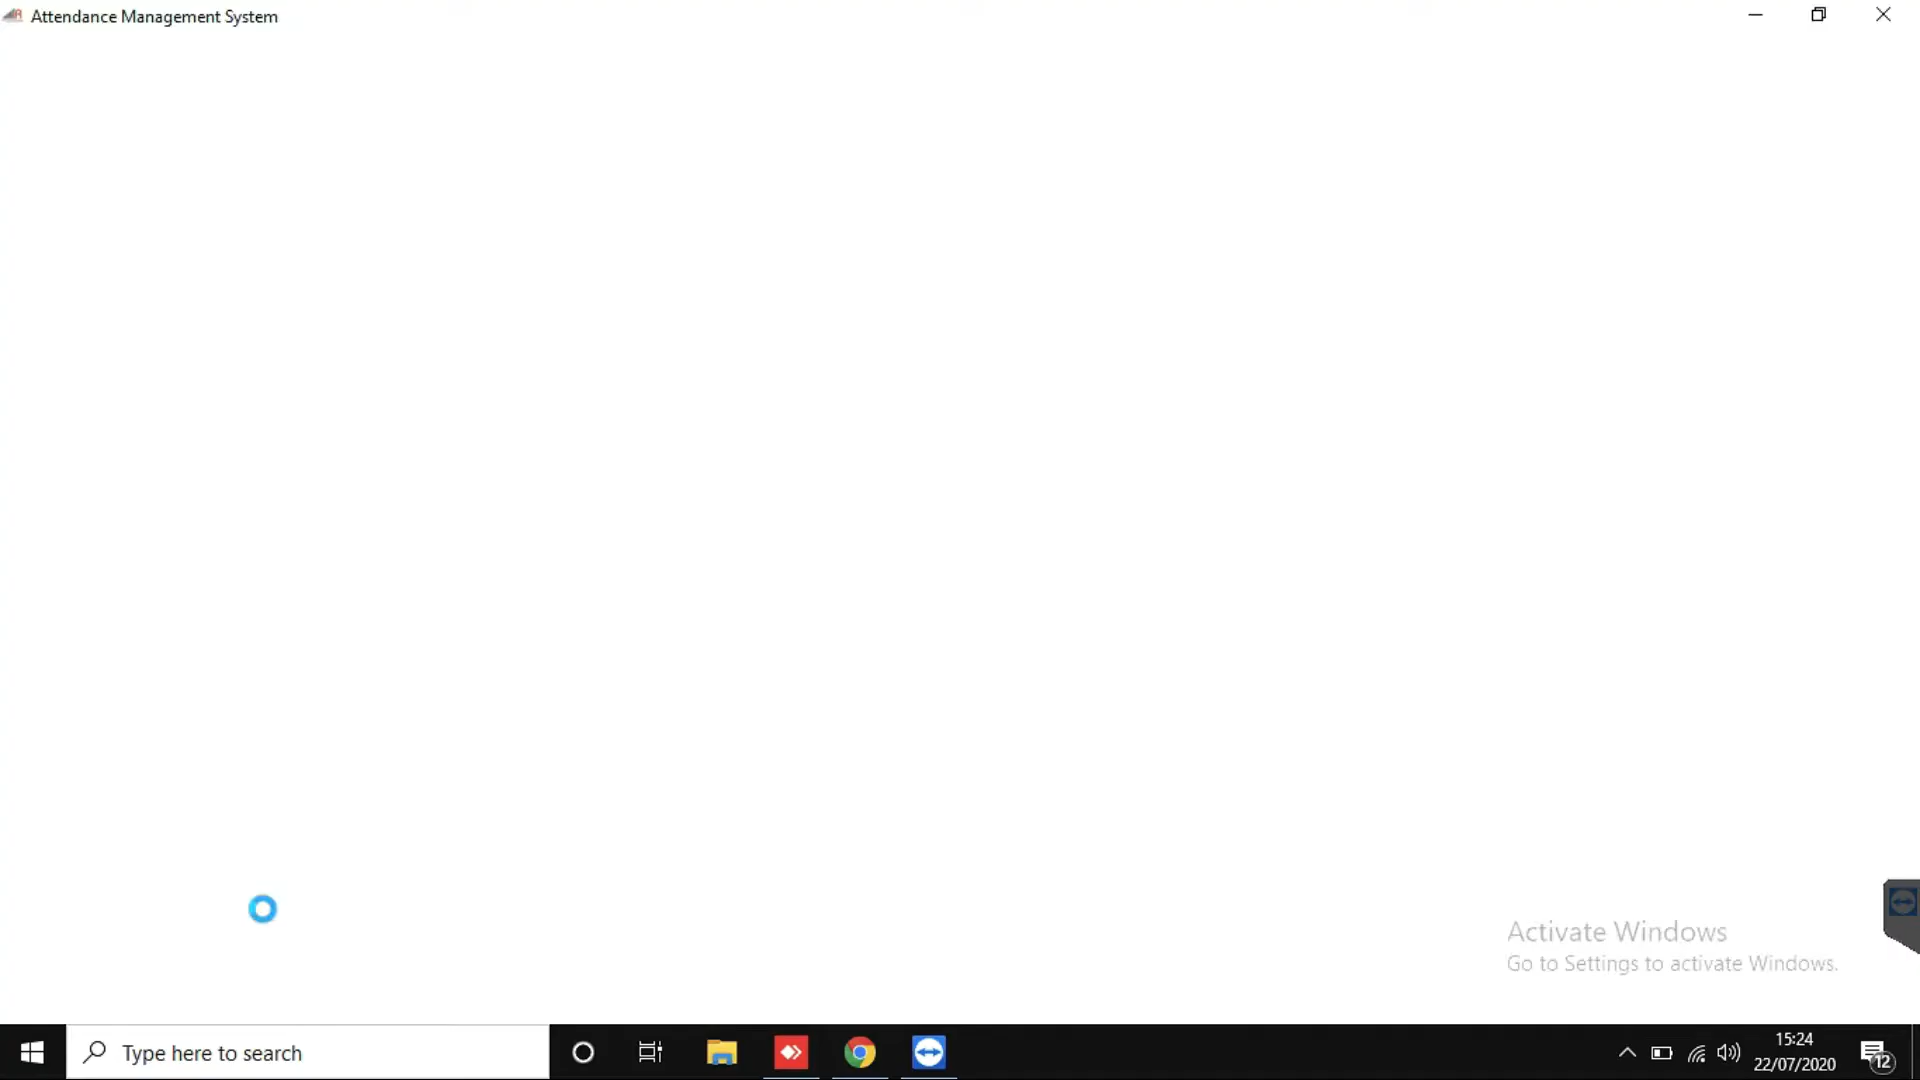 Attendance Management System
Activate Windows
Go to Settings to activate Windows.
Type here to search
15:24
22/07/2020
12